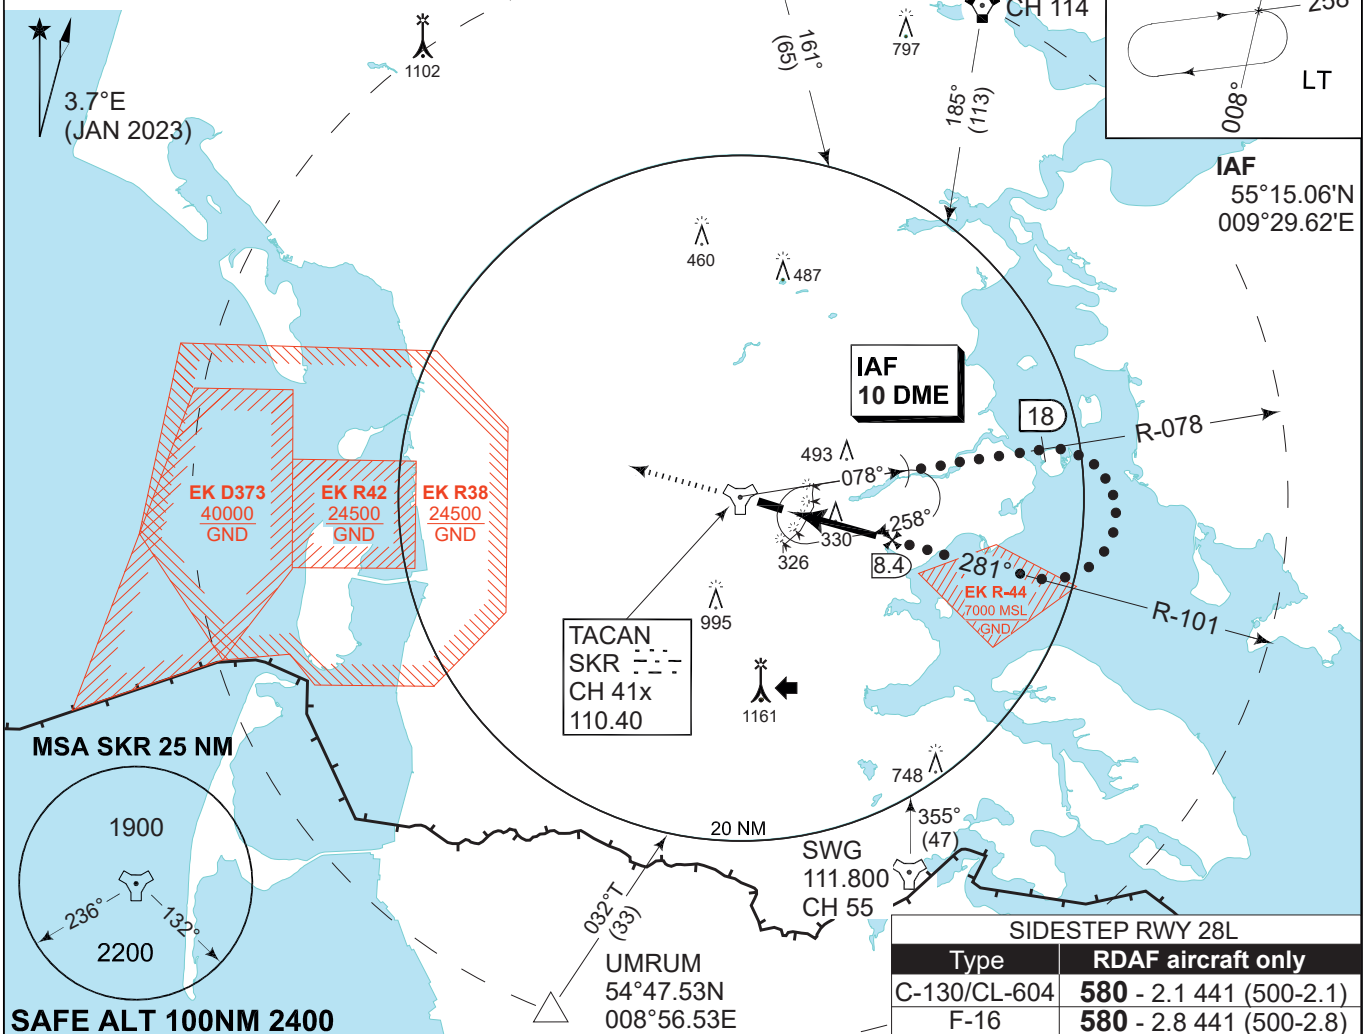 3.7°E
(JAN 2023)
1102
161°
(65)
797
CH 114
185°
(113)
258
008°
LT
IAF
55°15.06'N
009°29.62'E
460
487
IAF
10 DME
18
R-078
493
078°
258°
330
326
8.4
281°
R-101
EK D373
40000
GND
EK R42
24500
GND
EK R38
24500
GND
EK R-44
7000 MSL
GND
995
TACAN
SKR
CH 41x
110.40
1161
748
MSA SKR 25 NM
1900
236°
132°
2200
SAFE ALT 100NM 2400
20 NM
355°
(47)
SWG
111.800
CH 55
032°T
(33)
UMRUM
54°47.53N
008°56.53E
SIDESTEP RWY 28L
Type RDAF aircraft only
C-130/CL-604 580 - 2.1 441 (500-2.1)
F-16 580 - 2.8 441 (500-2.8)